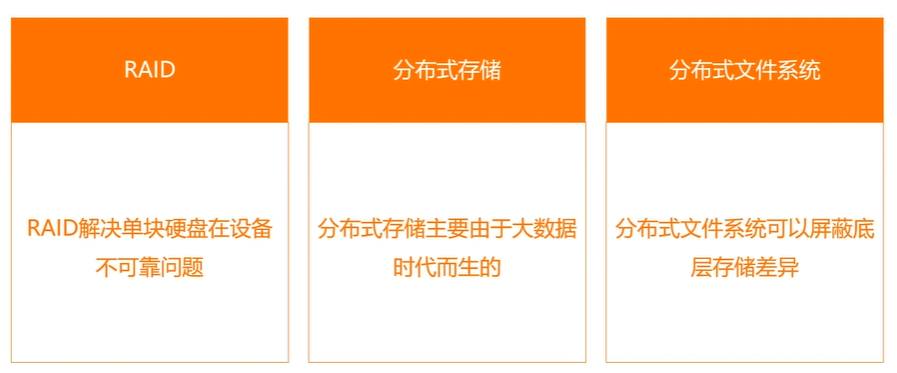 RAID
RAID解决单块硬盘在设备
不可靠问题
分布式存储
分布式存储主要由于大数据
时代而生的
分布式文件系统
分布式文件系统可以屏蔽底
层存储差异